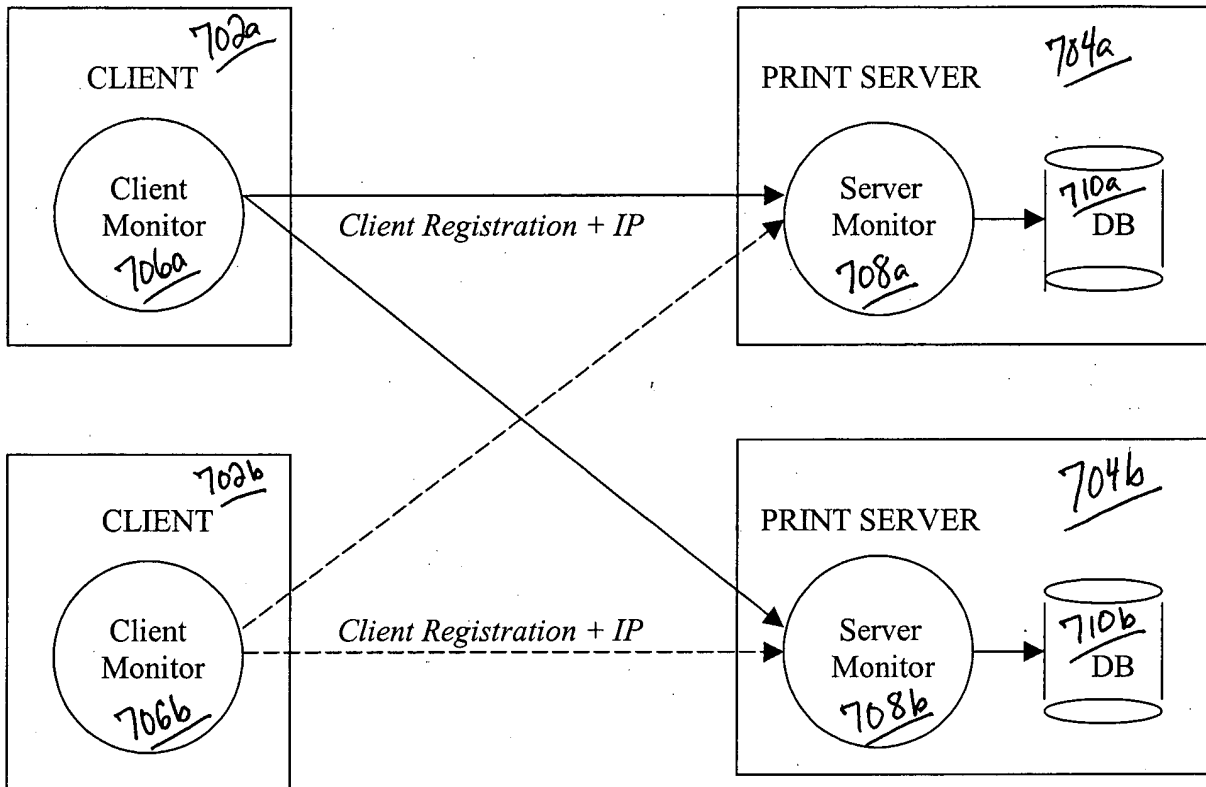 702a
CLIENT
Client
Monitor
706a
Client Registration + IP
704a
PRINT SERVER
Server
Monitor
708a
710a
DB
702b
CLIENT
Client
Monitor
706b
Client Registration + IP
704b
PRINT SERVER
Server
Monitor
708b
710b
DB